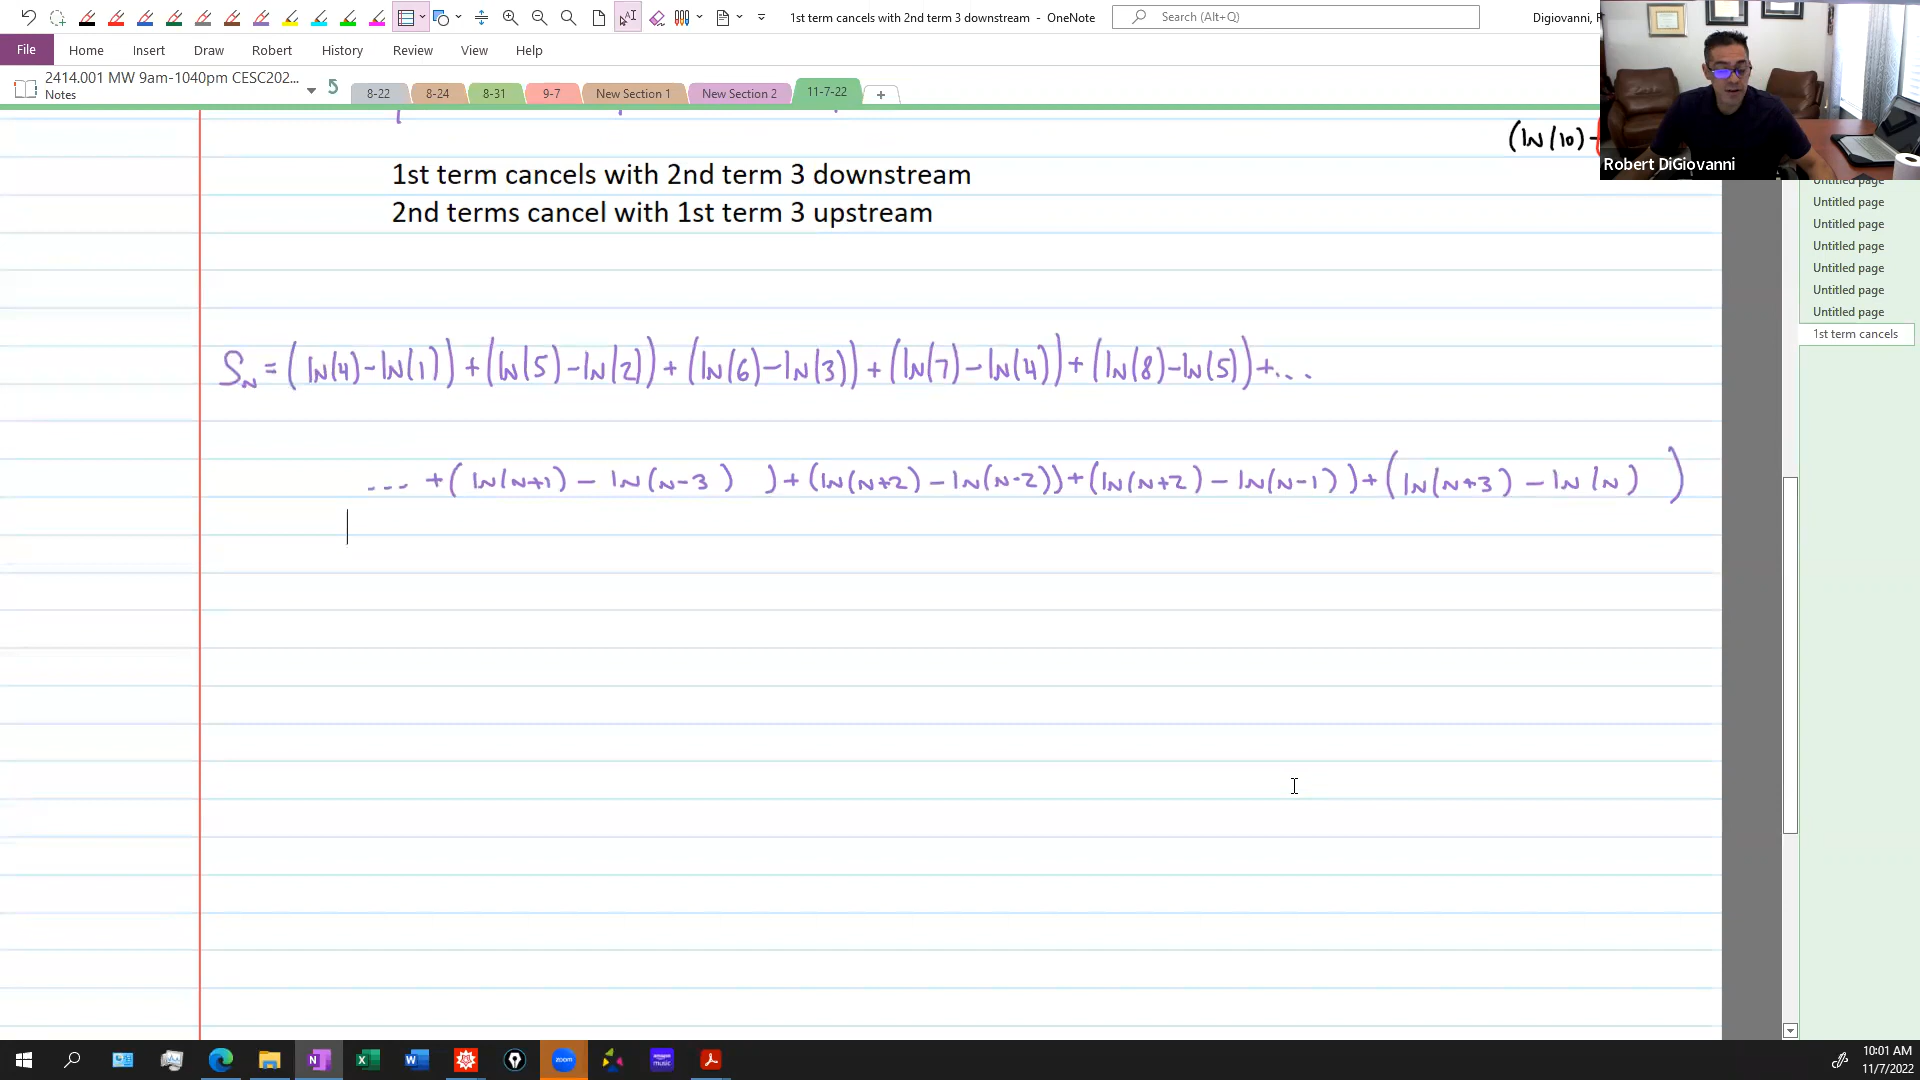 1st term cancels with 2nd term 3 downstream - OneNote
Search (Alt+Q)
Digiovanni,
File Home Insert Draw Robert History Review View Help
2414.001 MW 9am-1040pm CESC202...
Notes
8-22 8-24 8-31 9-7 New Section 1 New Section 2 11-7-22
(ln(10)-
Robert DiGiovanni
1st term cancels with 2nd term 3 downstream
2nd terms cancel with 1st term 3 upstream
Untitled page
Untitled page
Untitled page
Untitled page
Untitled page
Untitled page
Untitled page
1st term cancels
S_N = (ln(4)-ln(1)) + (ln(5)-ln(2)) + (ln(6)-ln(3)) + (ln(7)-ln(4)) + (ln(8)-ln(5)) + ...
... + (ln(N+1) - ln(N-3)) + (ln(N+2) - ln(N-2)) + (ln(N+2) - ln(N-1)) + (ln(N+3) - ln(N))
10:01 AM
11/7/2022